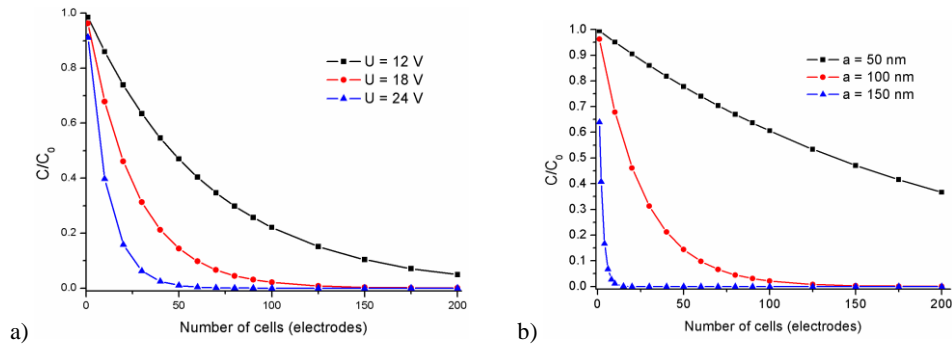 1.0
0.8
0.6
0.4
0.2
0.0
C/C0
U = 12 V
U = 18 V
U = 24 V
0
50
100
150
200
Number of cells (electrodes)
a)
1.0
0.9
0.8
0.7
0.6
0.5
0.4
0.3
0.2
0.1
0.0
C/C0
a = 50 nm
a = 100 nm
a = 150 nm
0
50
100
150
200
Number of cells (electrodes)
b)